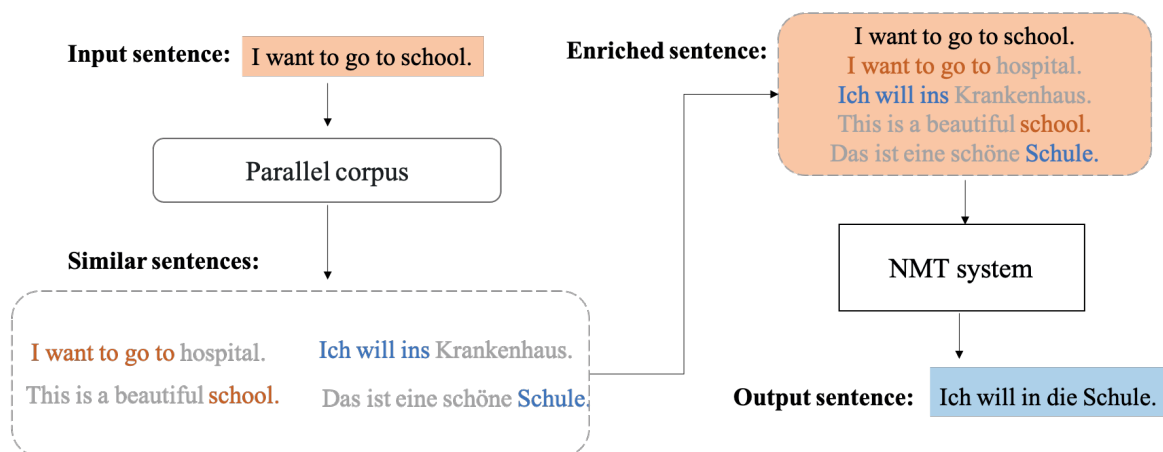 Input sentence: I want to go to school.
Parallel corpus
Similar sentences:
I want to go to hospital. Ich will ins Krankenhaus.
This is a beautiful school. Das ist eine schöne Schule.
Enriched sentence:
I want to go to school.
I want to go to hospital.
Ich will ins Krankenhaus.
This is a beautiful school.
Das ist eine schöne Schule.
NMT system
Output sentence: Ich will in die Schule.